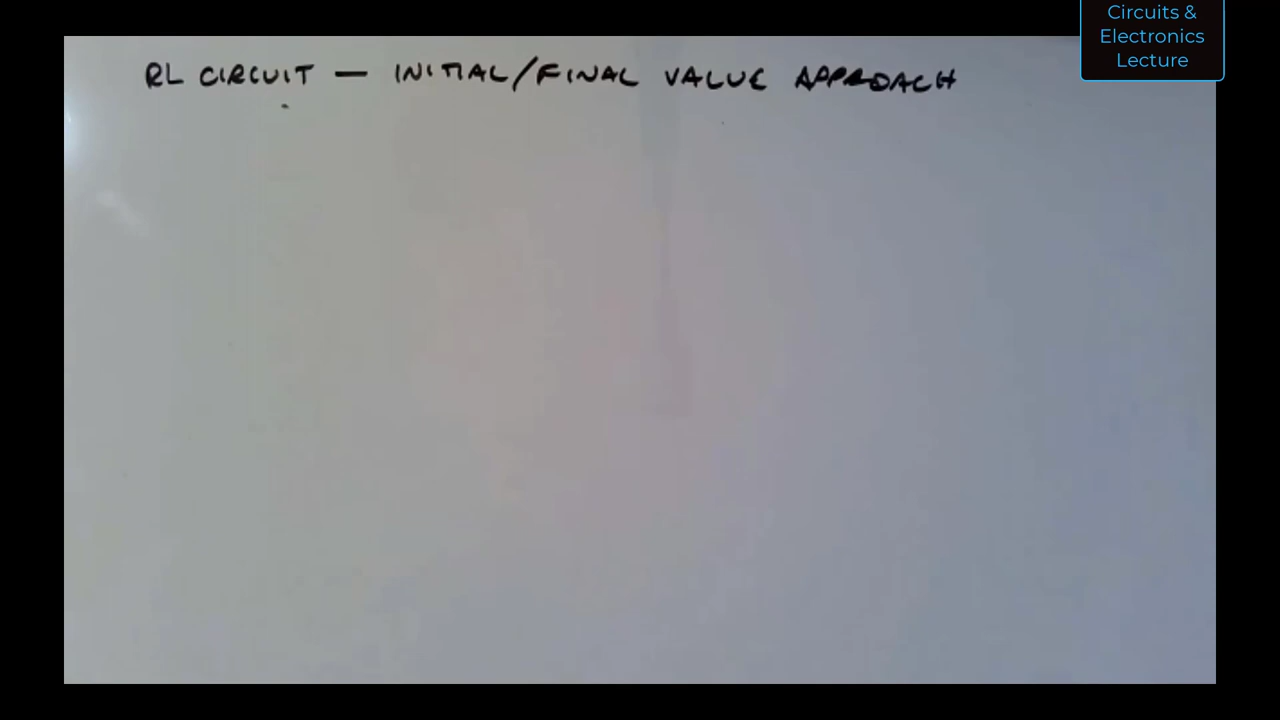 RL CIRCUIT — INITIAL/FINAL VALUE APPROACH
Circuits &
Electronics
Lecture